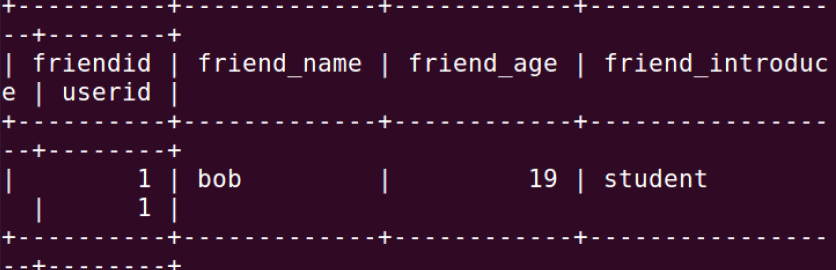 +----------+-------------+------------+----------------
--+--------+
| friendid | friend_name | friend_age | friend_introduc
e | userid |
+----------+-------------+------------+----------------
--+--------+
|        1 | bob         |         19 | student
  |      1 |
+----------+-------------+------------+----------------
--+--------+